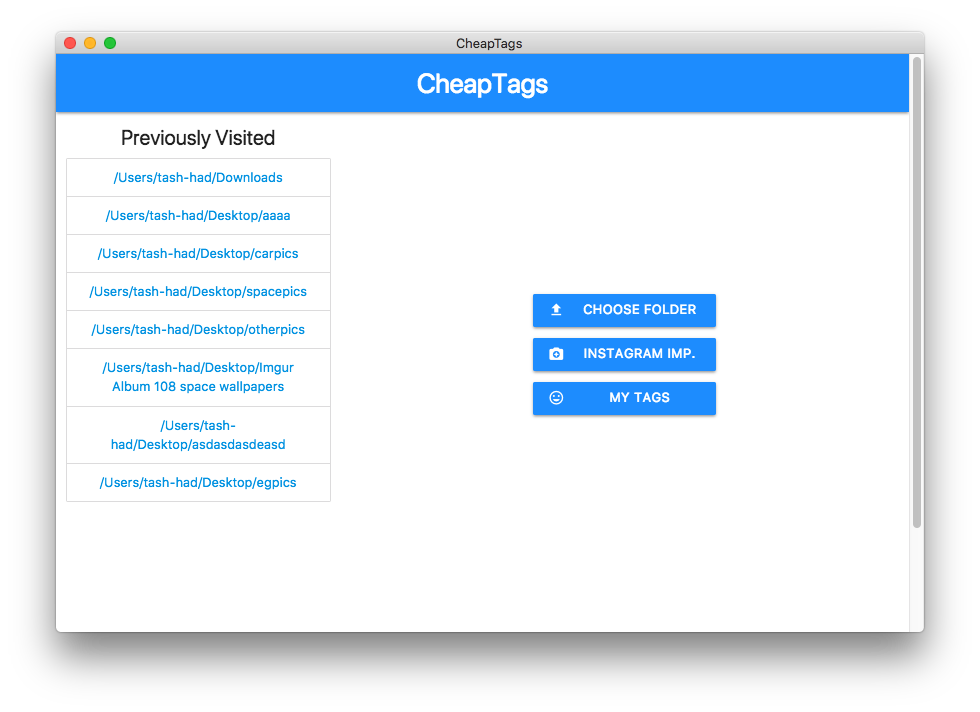 CheapTags
CheapTags
Previously Visited
/Users/tash-had/Downloads
/Users/tash-had/Desktop/aaaa
/Users/tash-had/Desktop/carpics
/Users/tash-had/Desktop/spacepics
/Users/tash-had/Desktop/otherpics
/Users/tash-had/Desktop/Imgur
Album 108 space wallpapers
/Users/tash-
had/Desktop/asdasdasdeasd
/Users/tash-had/Desktop/egpics
CHOOSE FOLDER
INSTAGRAM IMP.
MY TAGS